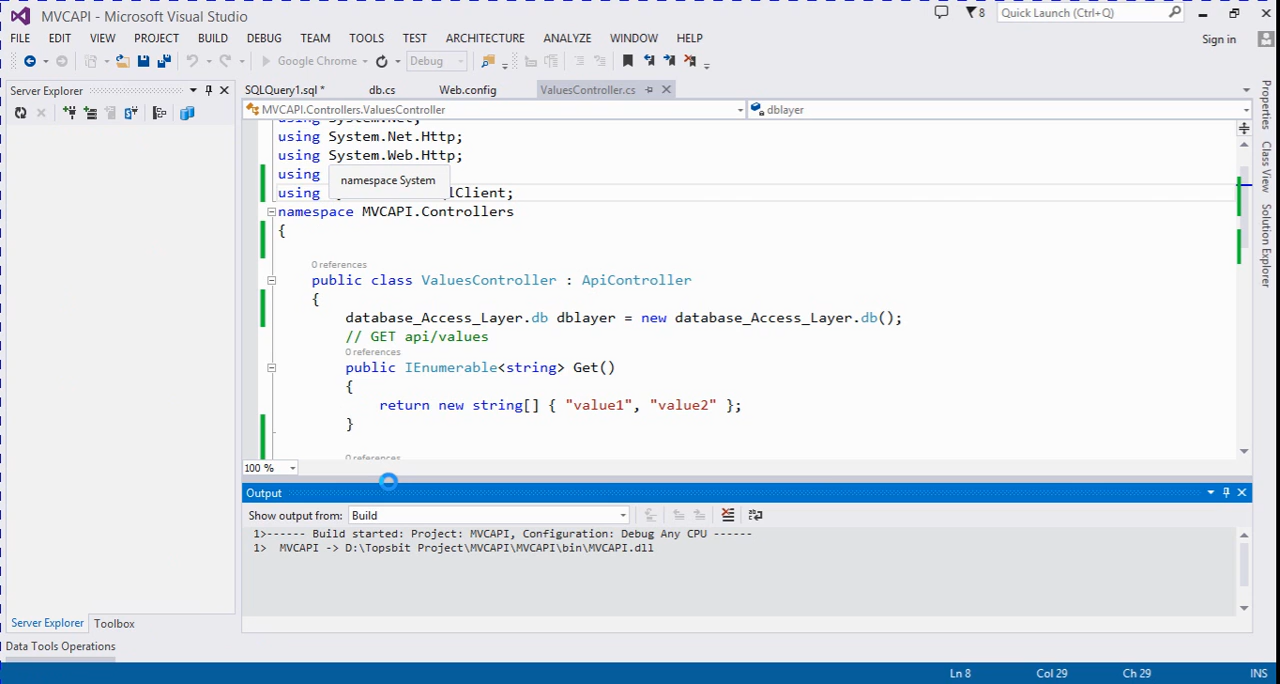 MVCAPI - Microsoft Visual Studio
8
Quick Launch (Ctrl+Q)
FILE EDIT VIEW PROJECT BUILD DEBUG TEAM TOOLS TEST ARCHITECTURE ANALYZE WINDOW HELP
Sign in
Google Chrome Debug
Server Explorer
SQLQuery1.sql * db.cs Web.config ValuesController.cs
MVCAPI.Controllers.ValuesController dblayer
using System.Net;
using System.Net.Http;
using System.Web.Http;
using
namespace System
using lClient;
namespace MVCAPI.Controllers
{
0 references
public class ValuesController : ApiController
{
database_Access_Layer.db dblayer = new database_Access_Layer.db();
// GET api/values
0 references
public IEnumerable<string> Get()
{
return new string[] { "value1", "value2" };
}
0 references
100 %
Output
Show output from: Build
1>------ Build started: Project: MVCAPI, Configuration: Debug Any CPU ------
1> MVCAPI -> D:\Topsbit Project\MVCAPI\MVCAPI\bin\MVCAPI.dll
Server Explorer Toolbox
Data Tools Operations
Ln 8 Col 29 Ch 29 INS
Properties
Class View
Solution Explorer